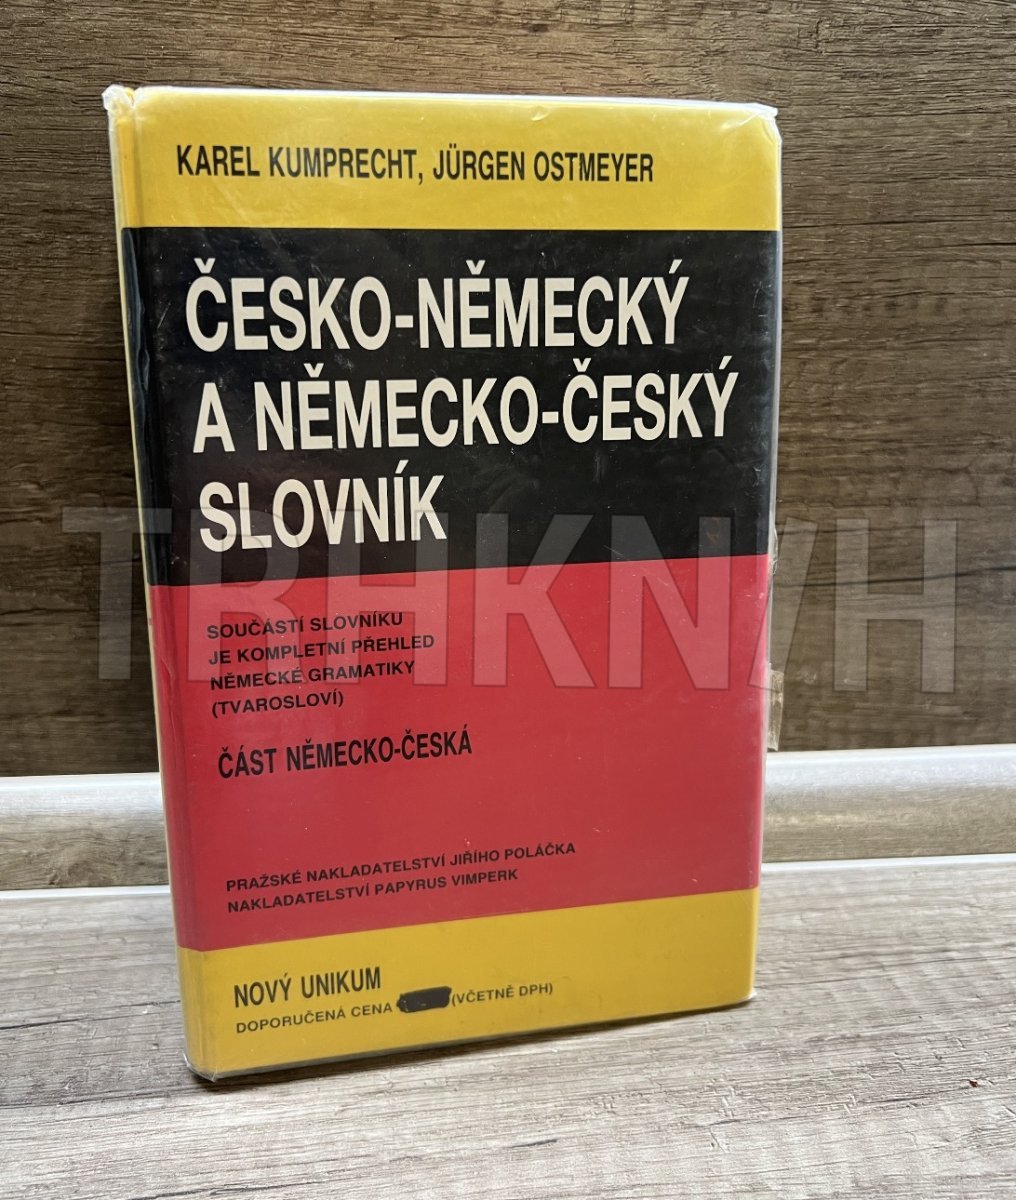 KAREL KUMPRECHT, JÜRGEN OSTMEYER
ČESKO-NĚMECKÝ
A NĚMECKO-ČESKÝ
SLOVNÍK
TRHKNIH
SOUČÁSTÍ SLOVNÍKU
JE KOMPLETNÍ PŘEHLED
NĚMECKÉ GRAMATIKY
(TVAROSLOVÍ)
ČÁST NĚMECKO-ČESKÁ
PRAŽSKÉ NAKLADATELSTVÍ JIŘÍHO POLÁČKA
NAKLADATELSTVÍ PAPYRUS VIMPERK
NOVÝ UNIKUM
DOPORUČENÁ CENA (VČETNĚ DPH)